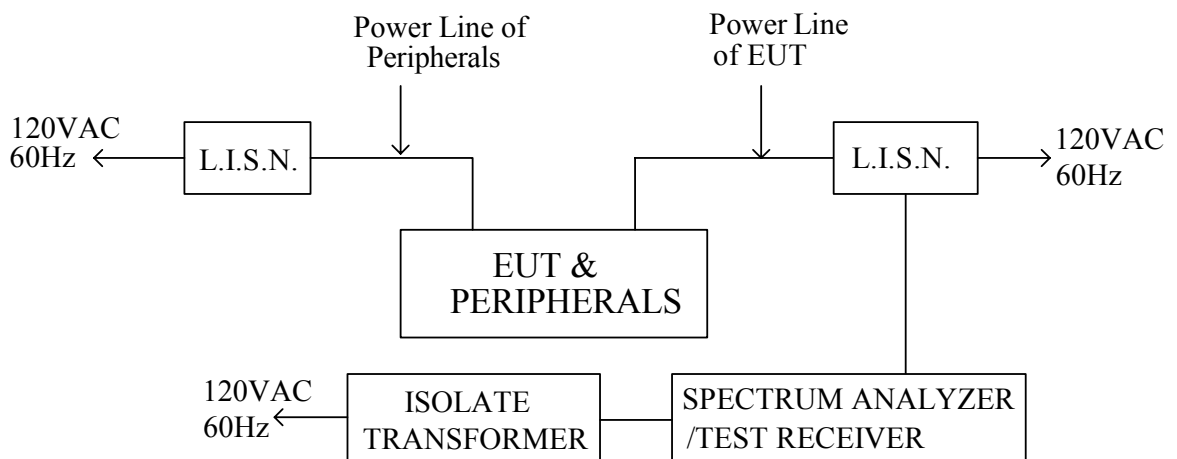 Power Line of
Peripherals
Power Line
of EUT
120VAC
60Hz
L.I.S.N.
L.I.S.N.
120VAC
60Hz
EUT &
PERIPHERALS
120VAC
60Hz
ISOLATE
TRANSFORMER
SPECTRUM ANALYZER
/TEST RECEIVER